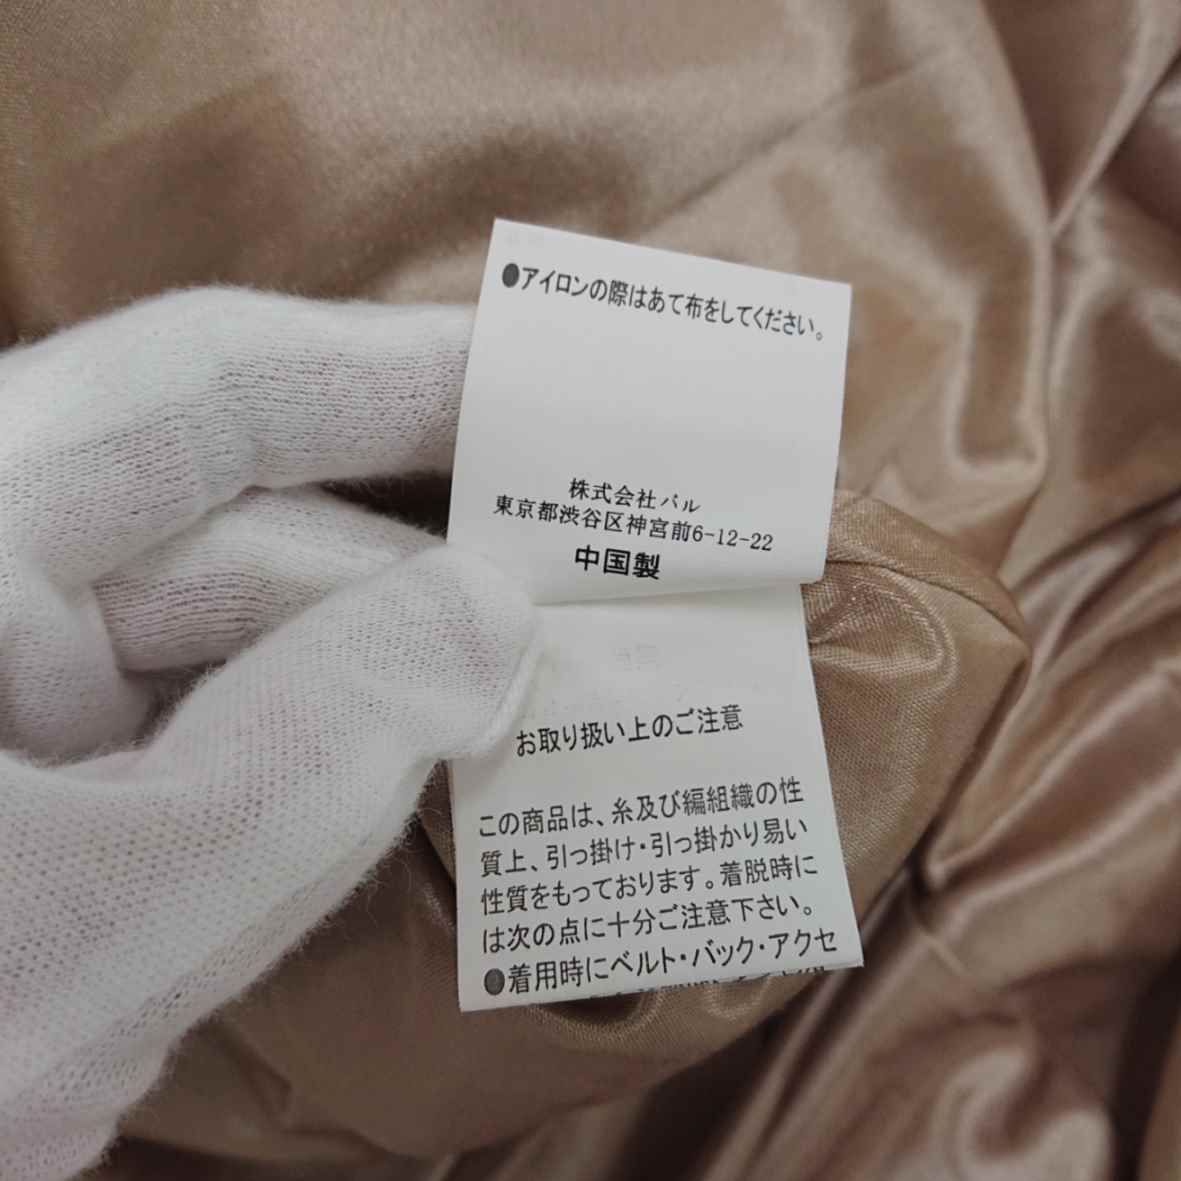 ●アイロンの際はあて布をしてください。
株式会社パル
東京都渋谷区神宮前6-12-22
中国製
お取り扱い上のご注意
この商品は、糸及び編組織の性
質上、引っ掛け・引っ掛かり易い
性質をもっております。着脱時に
は次の点に十分ご注意下さい。
●着用時にベルト・バック・アクセ